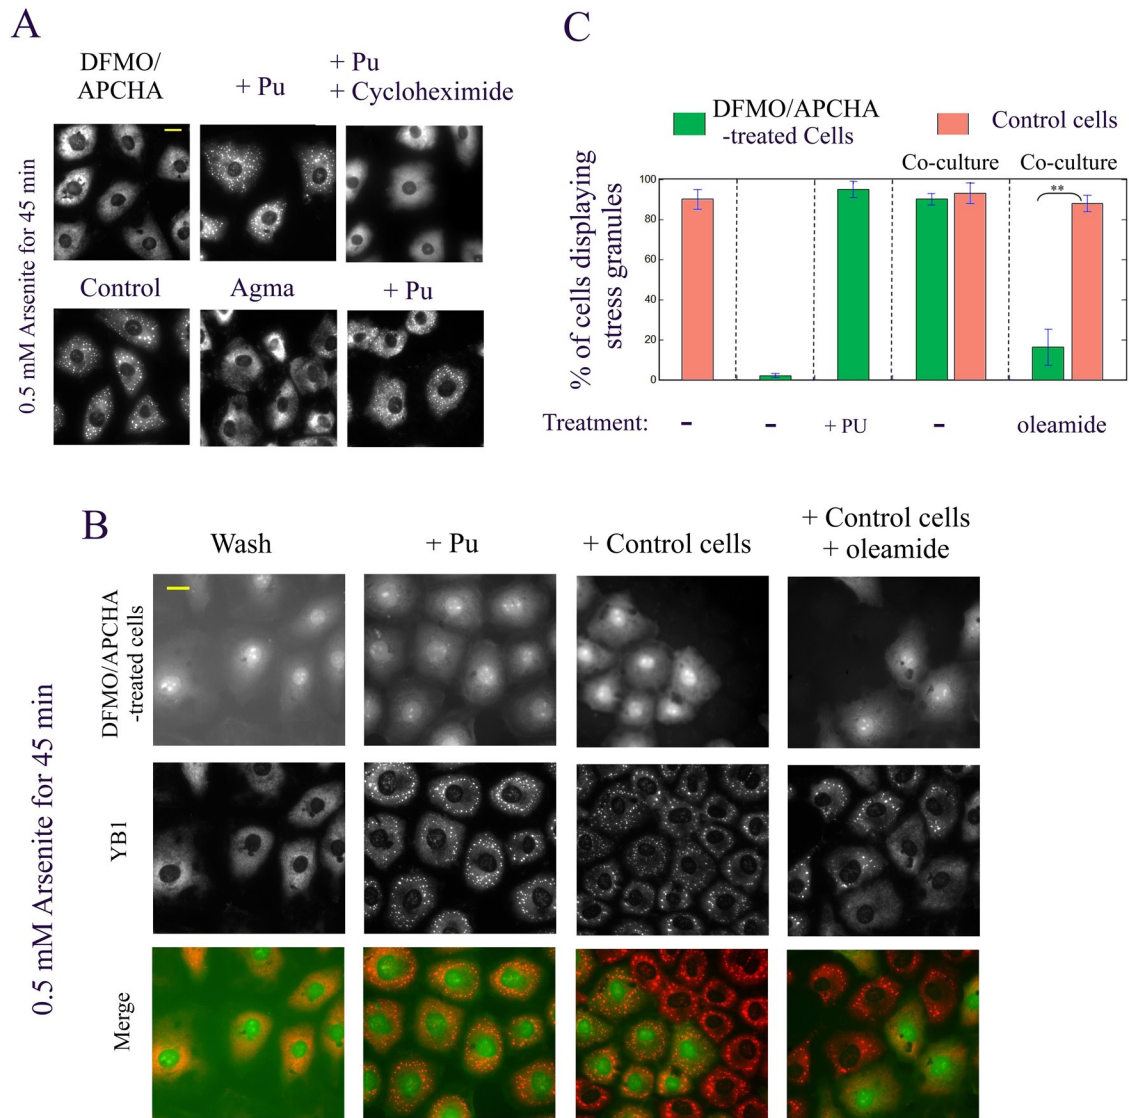 A
DFMO/
APCHA
+ Pu
+ Pu
+ Cycloheximide
0.5 mM Arsenite for 45 min
Control
Agma
+ Pu
C
DFMO/APCHA
-treated Cells
Control cells
Co-culture
Co-culture
% of cells displaying
stress granules
100
80
60
40
20
0
**
Treatment:
-
-
+ PU
-
oleamide
B
Wash
+ Pu
+ Control cells
+ Control cells
+ oleamide
0.5 mM Arsenite for 45 min
DFMO/APCHA
-treated cells
YB1
Merge